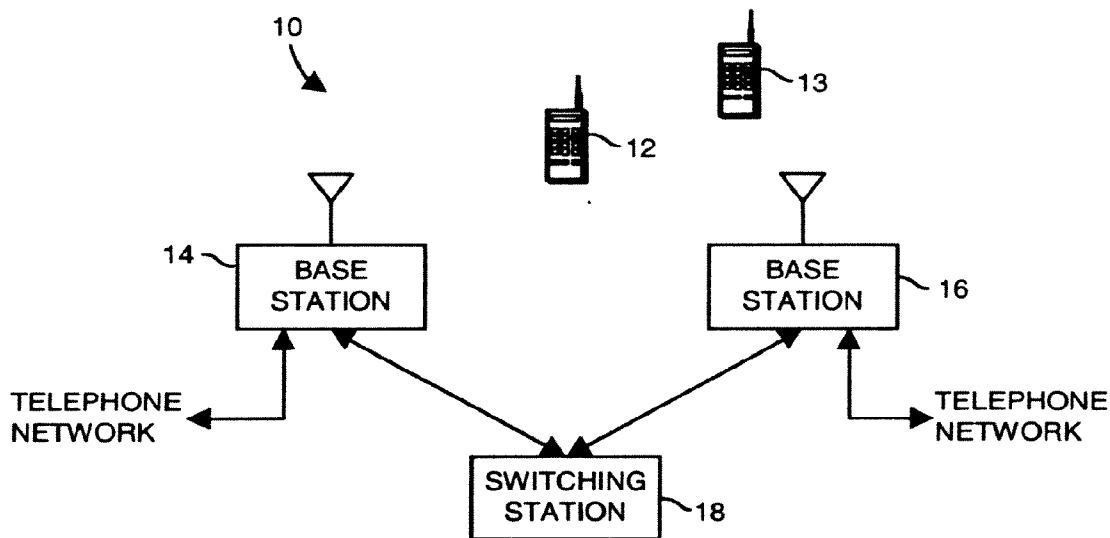 10
13
12
14
BASE
STATION
BASE
STATION
16
TELEPHONE
NETWORK
TELEPHONE
NETWORK
SWITCHING
STATION
18